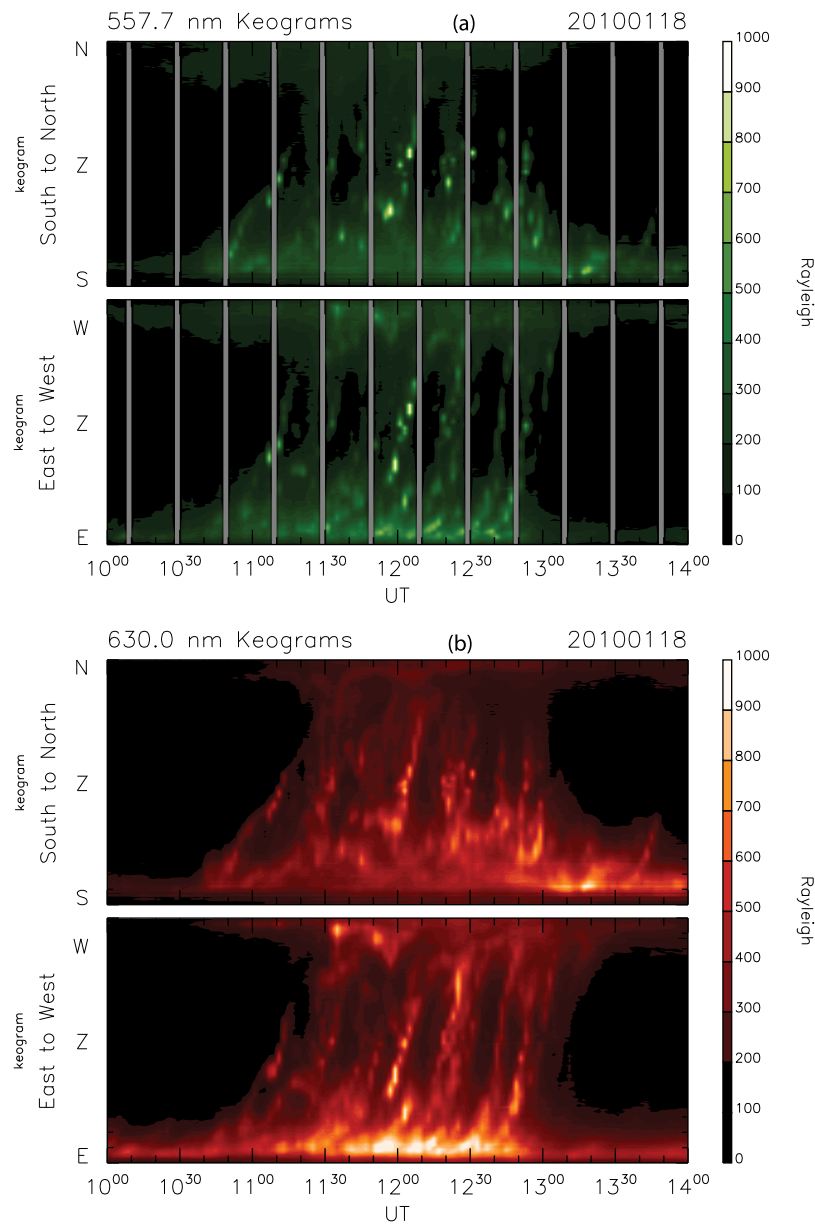 557.7 nm Keograms (a) 20100118
N
Z
S
keogram
South to North
W
Z
E
keogram
East to West
10⁰⁰ 10³⁰ 11⁰⁰ 11³⁰ 12⁰⁰ 12³⁰ 13⁰⁰ 13³⁰ 14⁰⁰
UT
1000
900
800
700
600
500
400
300
200
100
0
Rayleigh
630.0 nm Keograms (b) 20100118
N
Z
S
keogram
South to North
W
Z
E
keogram
East to West
10⁰⁰ 10³⁰ 11⁰⁰ 11³⁰ 12⁰⁰ 12³⁰ 13⁰⁰ 13³⁰ 14⁰⁰
UT
1000
900
800
700
600
500
400
300
200
100
0
Rayleigh